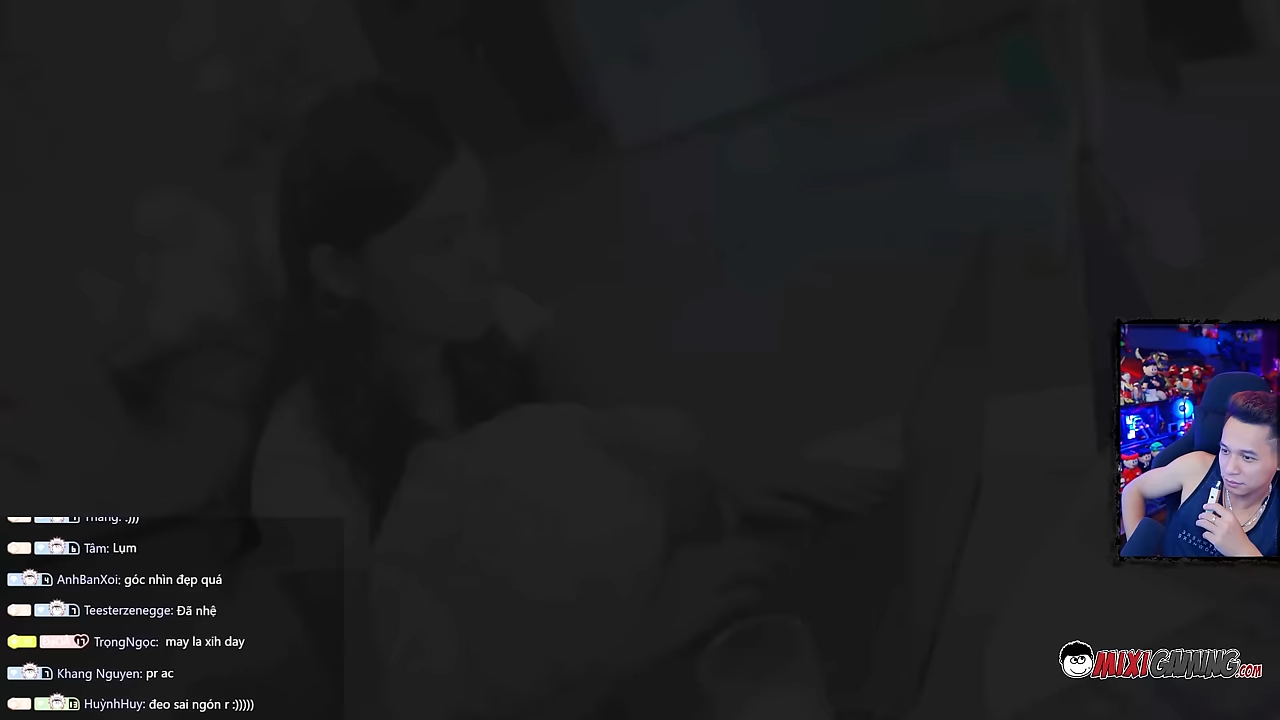 Thắng: :)))
Tâm: Lụm
AnhBanXoi: góc nhìn đẹp quá
Teesterzenegge: Đã nhệ
TrọngNgọc: may la xih day
Khang Nguyen: pr ac
HuỳnhHuy: đeo sai ngón r :)))))
MIXIGAMING.COM